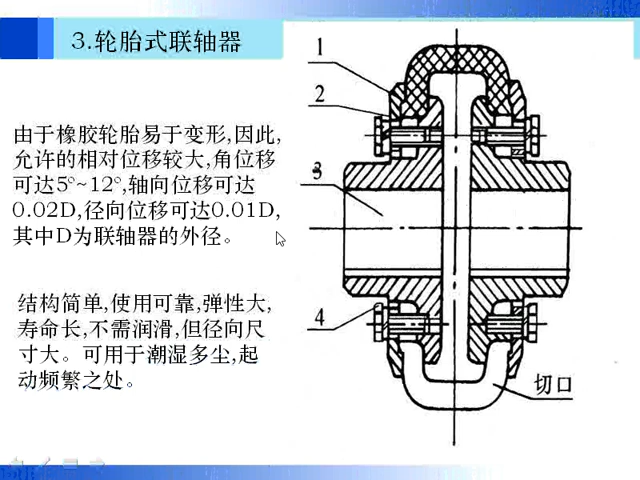 3.轮胎式联轴器
由于橡胶轮胎易于变形,因此,
允许的相对位移较大,角位移
可达5°~12°,轴向位移可达
0.02D,径向位移可达0.01D,
其中D为联轴器的外径。
结构简单,使用可靠,弹性大,
寿命长,不需润滑,但径向尺
寸大。可用于潮湿多尘,起
动频繁之处。
1
2
3
4
切口